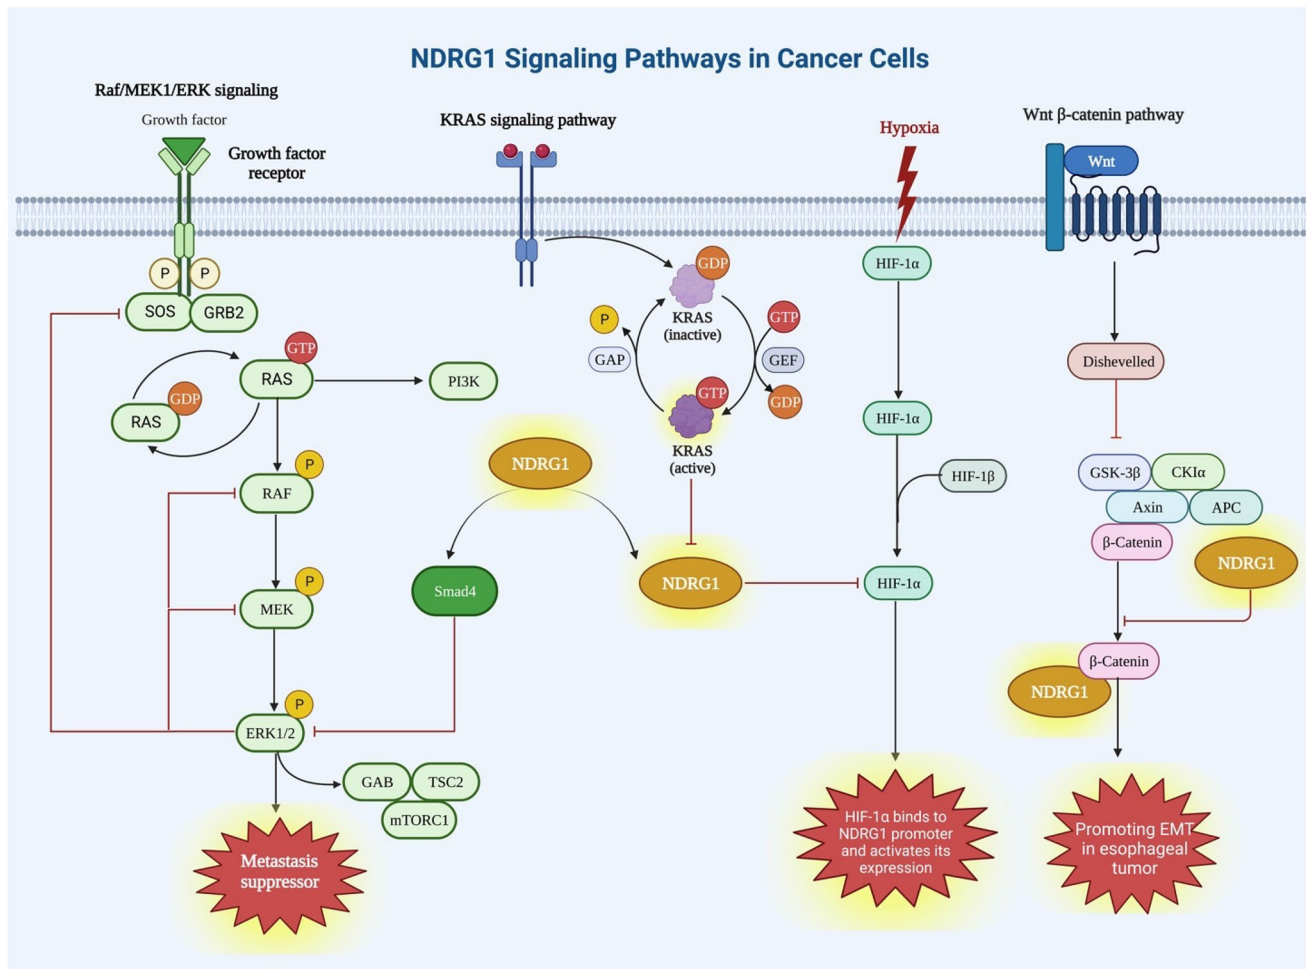 NDRG1 Signaling Pathways in Cancer Cells
Raf/MEK1/ERK signaling
Growth factor
Growth factor
receptor
P
P
SOS
GRB2
GTP
RAS
GDP
RAS
PI3K
P
RAF
P
MEK
P
ERK1/2
GAB
TSC2
mTORC1
Metastasis
suppressor
KRAS signaling pathway
GDP
KRAS
(inactive)
P
GTP
GAP
GEF
GTP
GDP
KRAS
(active)
NDRG1
Smad4
NDRG1
Hypoxia
HIF-1α
HIF-1α
HIF-1β
HIF-1α
HIF-1α binds to
NDRG1 promoter
and activates its
expression
Wnt β-catenin pathway
Wnt
Dishevelled
GSK-3β
CKIα
Axin
APC
β-Catenin
NDRG1
β-Catenin
NDRG1
Promoting EMT
in esophageal
tumor